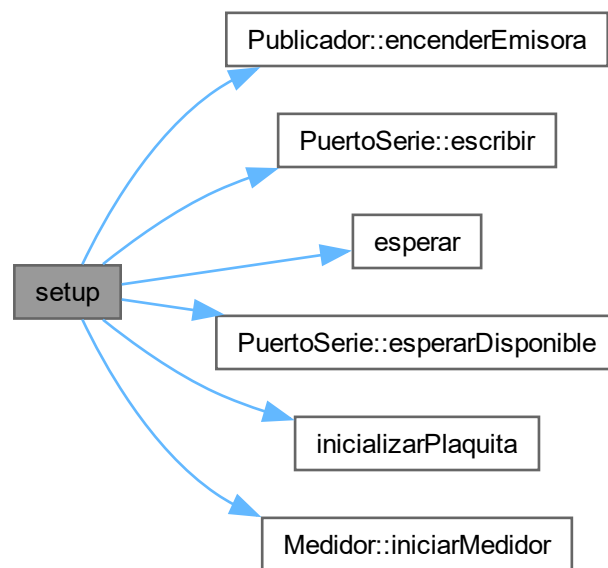 Publicador::encenderEmisora
PuertoSerie::escribir
esperar
setup
PuertoSerie::esperarDisponible
inicializarPlaquita
Medidor::iniciarMedidor